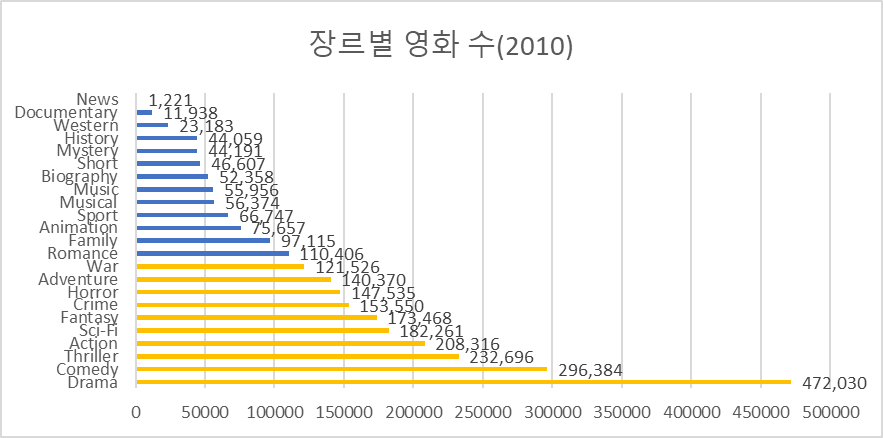 장르별 영화 수(2010)
News 1,221
Documentary 11,938
Western 23,183
History 44,059
Mystery 44,191
Short 46,607
Biography 52,358
Music 55,956
Musical 56,374
Sport 66,747
Animation 75,657
Family 97,115
Romance 110,406
War 121,526
Adventure 140,370
Horror 147,535
Crime 153,550
Fantasy 173,468
Sci-Fi 182,261
Action 208,316
Thriller 232,696
Comedy 296,384
Drama 472,030
0 50000 100000 150000 200000 250000 300000 350000 400000 450000 500000